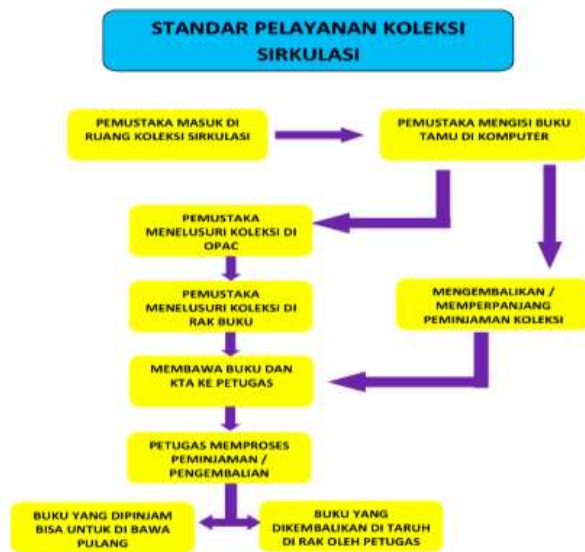 STANDAR PELAYANAN KOLEKSI
SIRKULASI
PEMUSTAKA MASUK DI
RUANG KOLEKSI SIRKULASI
PEMUSTAKA MENGISI BUKU
TAMU DI KOMPUTER
PEMUSTAKA
MENELUSURI KOLEKSI DI
OPAC
PEMUSTAKA
MENELUSURI KOLEKSI DI
RAK BUKU
MENGEMBALIKAN /
MEMPERPANJANG
PEMINJAMAN KOLEKSI
MEMBAWA BUKU DAN
KTA KE PETUGAS
PETUGAS MEMPROSES
PEMINJAMAN /
PENGEMBALIAN
BUKU YANG DIPINJAM
BISA UNTUK DI BAWA
PULANG
BUKU YANG
DIKEMBALIKAN DI TARUH
DI RAK OLEH PETUGAS